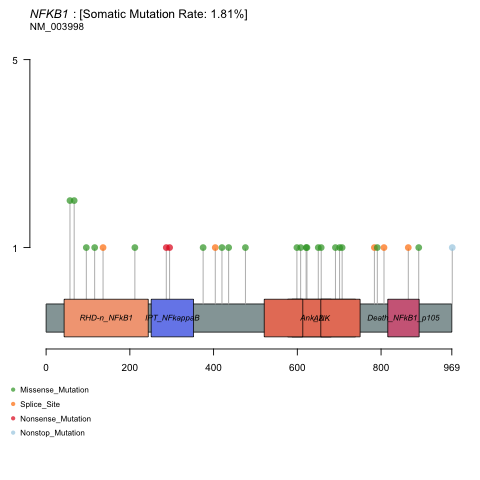 NFKB1 : [Somatic Mutation Rate: 1.81%]
NM_003998
5
1
RHD-n_NFkB1
IPT_NFkappaB
ANK
Death_NFkB1_p105
0
200
400
600
800
969
Missense_Mutation
Splice_Site
Nonsense_Mutation
Nonstop_Mutation